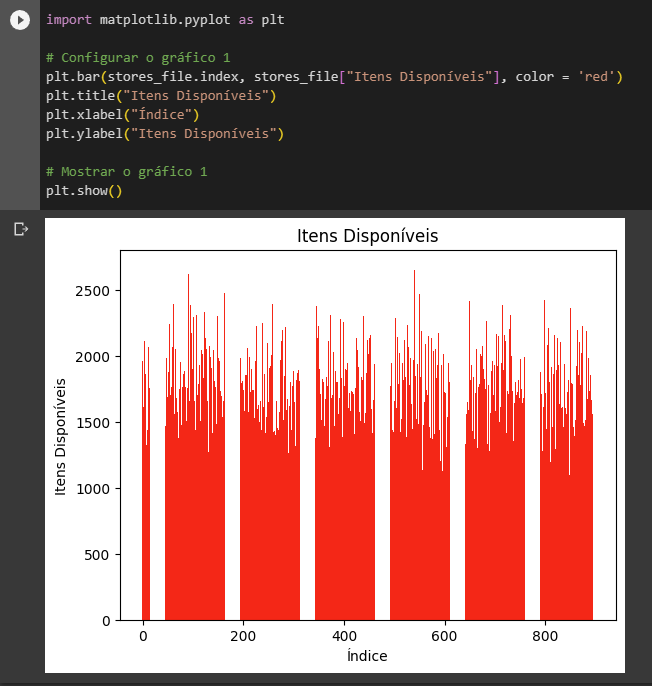 import matplotlib.pyplot as plt
# Configurar o gráfico 1
plt.bar(stores_file.index, stores_file["Itens Disponíveis"], color = 'red')
plt.title("Itens Disponíveis")
plt.xlabel("Índice")
plt.ylabel("Itens Disponíveis")
# Mostrar o gráfico 1
plt.show()
Itens Disponíveis
2500
2000
1500
1000
500
0
Itens Disponíveis
0 200 400 600 800
Índice